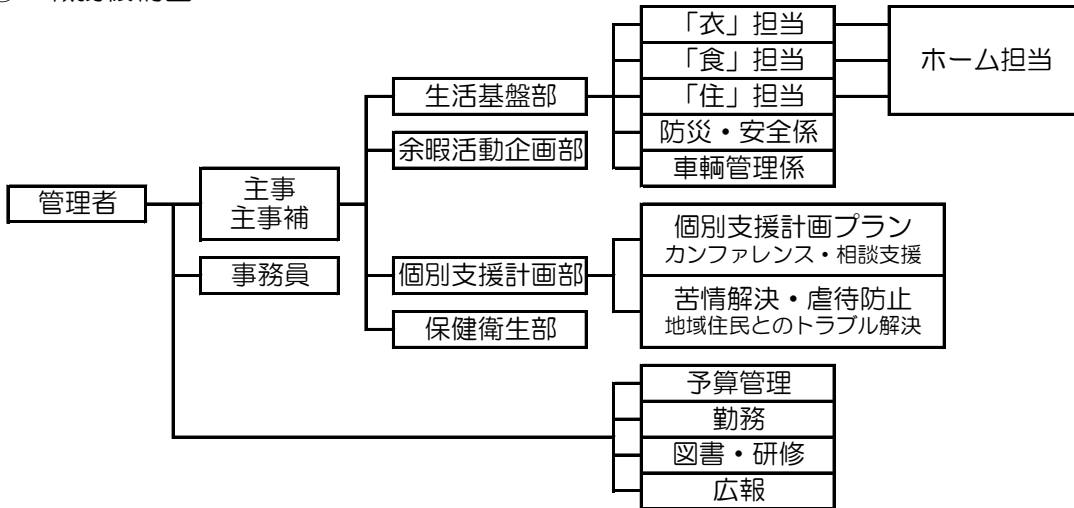 管理者
主事
主事補
事務員
生活基盤部
余暇活動企画部
個別支援計画部
保健衛生部
「衣」担当
「食」担当
「住」担当
防災・安全係
車輌管理係
ホーム担当
個別支援計画プラン
カンファレンス・相談支援
苦情解決・虐待防止
地域住民とのトラブル解決
予算管理
勤務
図書・研修
広報